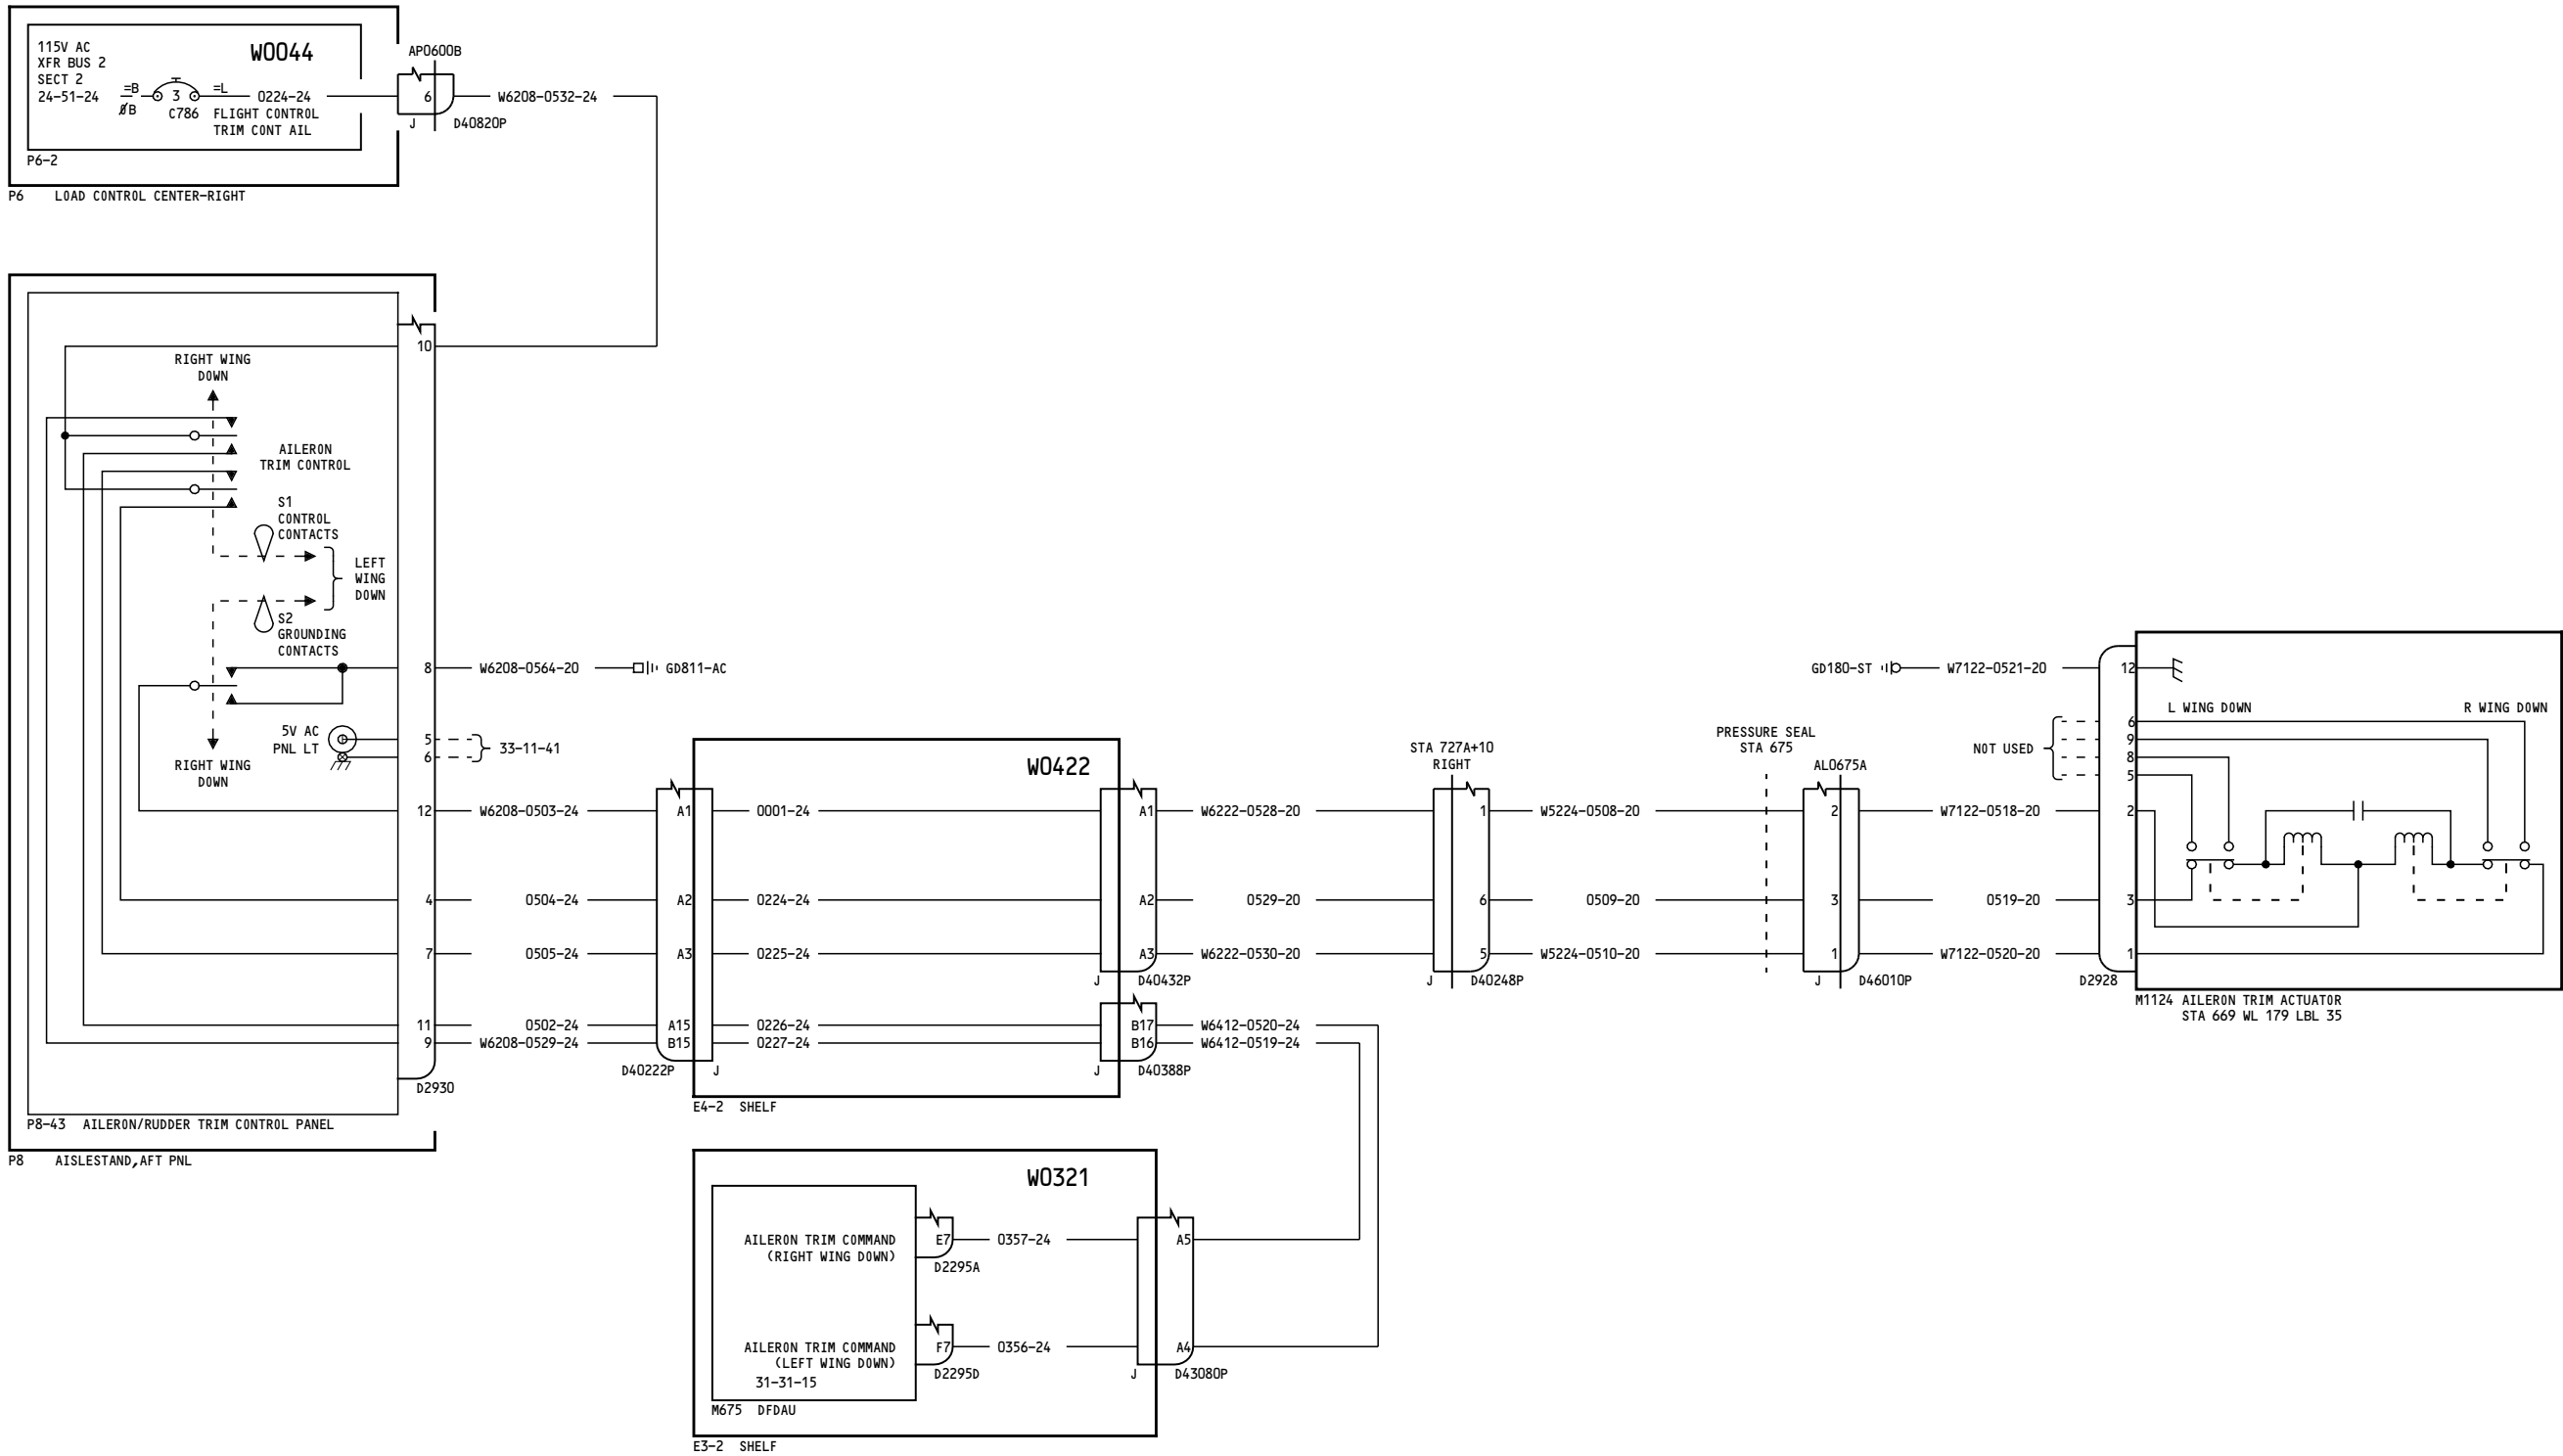 115V AC
XFR BUS 2
SECT 2
24-51-24
W0044
=B
ØB
3
C786
=L
0224-24
FLIGHT CONTROL
TRIM CONT AIL
P6-2
P6 LOAD CONTROL CENTER-RIGHT
AP0600B
6
J
D40820P
W6208-0532-24
10
RIGHT WING
DOWN
AILERON
TRIM CONTROL
S1
CONTROL
CONTACTS
LEFT
WING
DOWN
S2
GROUNDING
CONTACTS
8
W6208-0564-20
GD811-AC
5V AC
PNL LT
5
6
33-11-41
RIGHT WING
DOWN
12
W6208-0503-24
4
0504-24
7
0505-24
11
0502-24
9
W6208-0529-24
D2930
P8-43 AILERON/RUDDER TRIM CONTROL PANEL
P8 AISLESTAND,AFT PNL
W0422
A1
0001-24
A1
W6222-0528-20
A2
0224-24
A2
0529-20
A3
0225-24
A3
W6222-0530-20
J
D40432P
A15
0226-24
B17
W6412-0520-24
B15
0227-24
B16
W6412-0519-24
D40222P
J
J
D40388P
E4-2 SHELF
W0321
AILERON TRIM COMMAND
(RIGHT WING DOWN)
E7
0357-24
A5
D2295A
AILERON TRIM COMMAND
(LEFT WING DOWN)
31-31-15
F7
0356-24
A4
D2295D
J
D43080P
M675 DFDAU
E3-2 SHELF
STA 727A+10
RIGHT
1
W5224-0508-20
6
0509-20
5
W5224-0510-20
J
D40248P
PRESSURE SEAL
STA 675
AL0675A
2
W7122-0518-20
3
0519-20
1
W7122-0520-20
J
D46010P
GD180-ST
W7122-0521-20
12
L WING DOWN
R WING DOWN
NOT USED
6
9
8
5
2
3
1
D2928
M1124 AILERON TRIM ACTUATOR
STA 669 WL 179 LBL 35